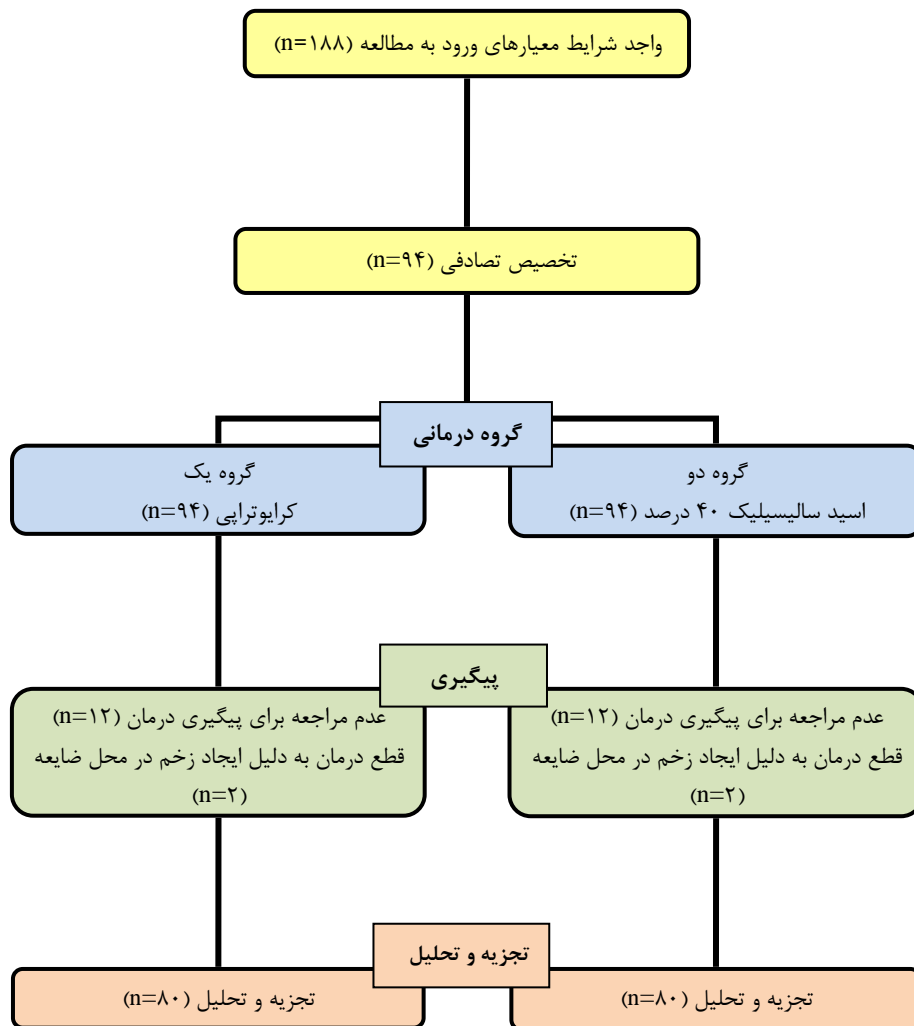 واجد شرایط معیارهای ورود به مطالعه (n=۱۸۸)
تخصیص تصادفی (n=۹۴)
گروه درمانی
گروه دو
اسید سالیسیلیک ۴۰ درصد (n=۹۴)
گروه یک
کرایوتراپی (n=۹۴)
پیگیری
عدم مراجعه برای پیگیری درمان (n=۱۲)
قطع درمان به دلیل ایجاد زخم در محل ضایعه
(n=۲)
عدم مراجعه برای پیگیری درمان (n=۱۲)
قطع درمان به دلیل ایجاد زخم در محل ضایعه
(n=۲)
تجزیه و تحلیل
تجزیه و تحلیل (n=۸۰)
تجزیه و تحلیل (n=۸۰)